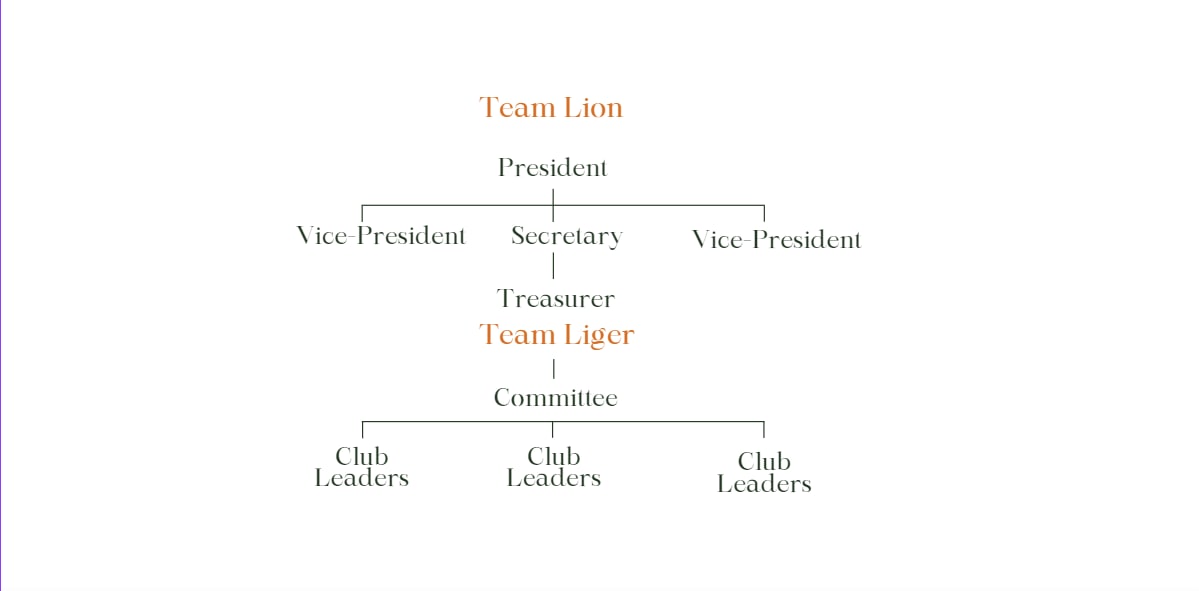 Team Lion
President
Vice-President Secretary Vice-President
Treasurer
Team Liger
Committee
Club Leaders
Club Leaders
Club Leaders